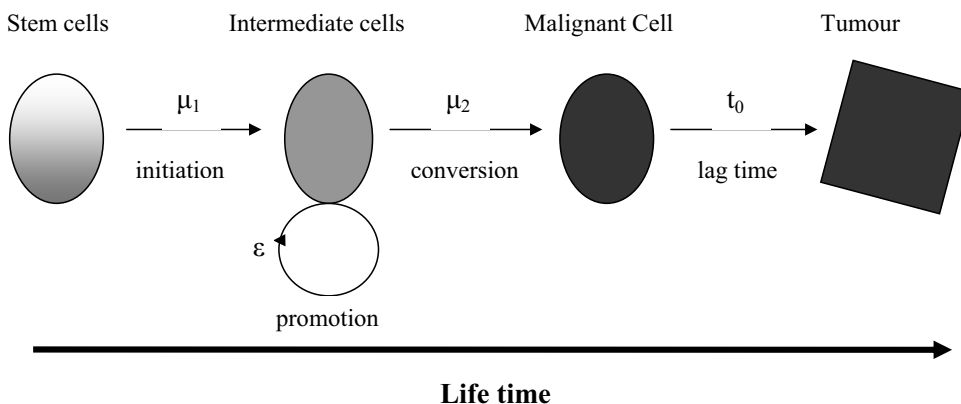 Stem cells
Intermediate cells
Malignant Cell
Tumour
μ1
μ2
t0
initiation
conversion
lag time
ε
promotion
Life time